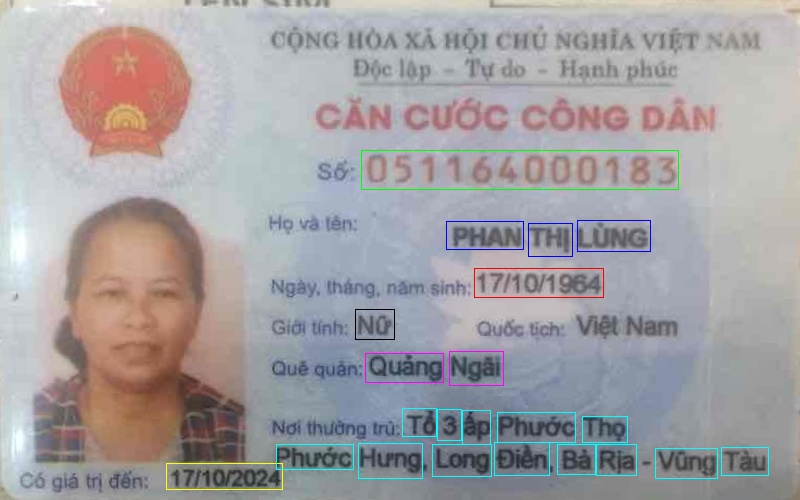 CỘNG HÒA XÃ HỘI CHỦ NGHĨA VIỆT NAM
Độc lập - Tự do - Hạnh phúc
CĂN CƯỚC CÔNG DÂN
Số: 051164000183
Họ và tên:
PHAN THỊ LÙNG
Ngày, tháng, năm sinh: 17/10/1964
Giới tính: Nữ Quốc tịch: Việt Nam
Quê quán: Quảng Ngãi
Nơi thường trú: Tổ 3 ấp Phước Thọ
Phước Hưng, Long Điền, Bà Rịa - Vũng Tàu
Có giá trị đến: 17/10/2024